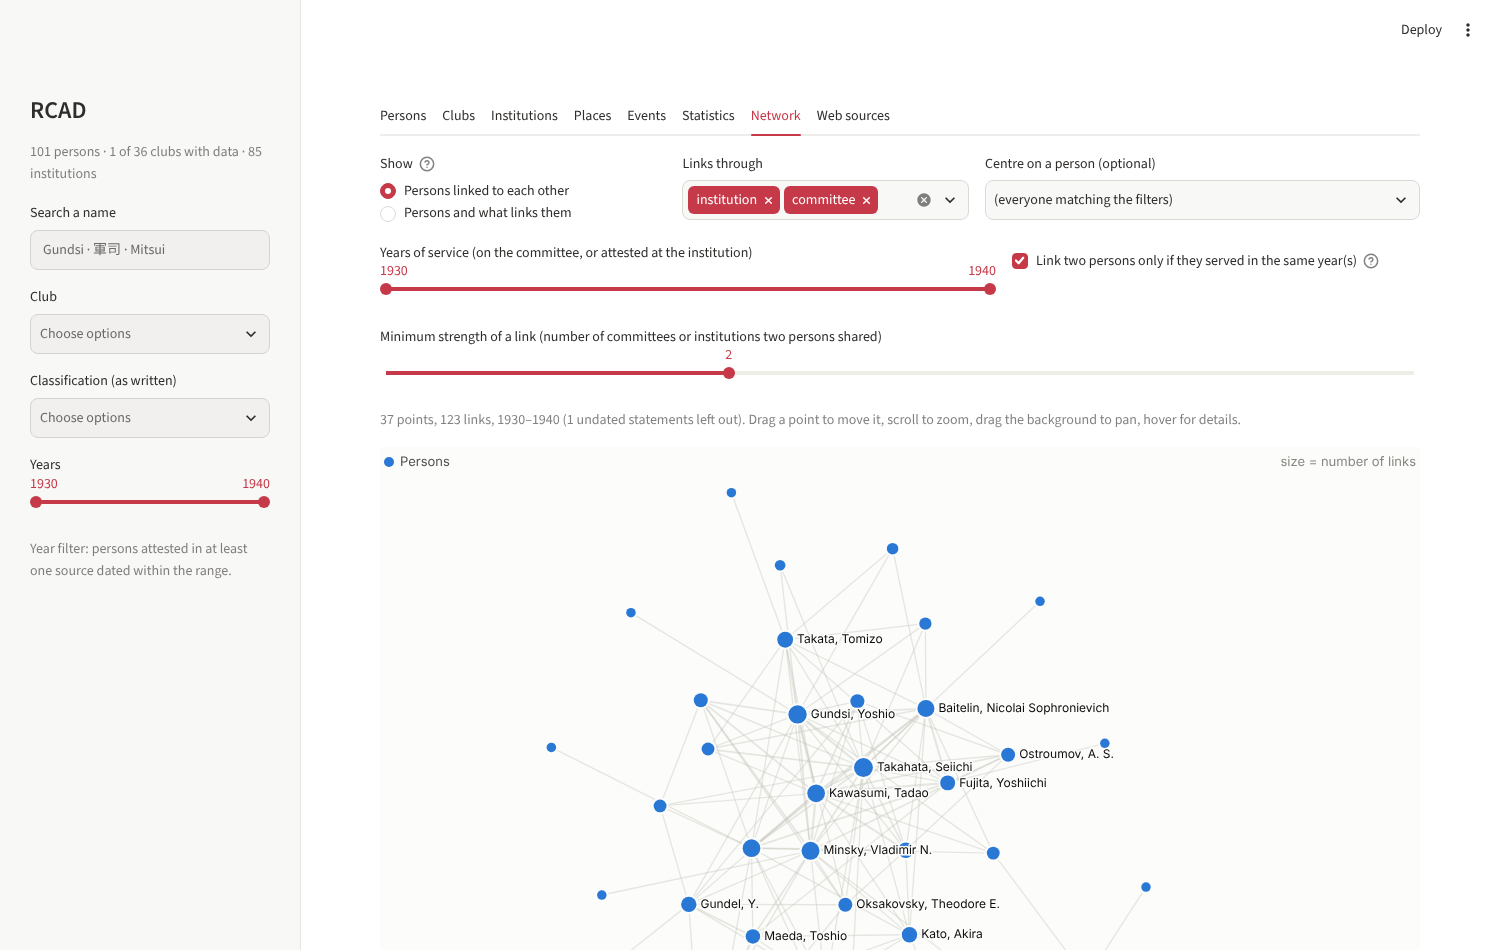 Deploy
RCAD
101 persons · 1 of 36 clubs with data · 85
institutions
Search a name
Gundsi · 軍司 · Mitsui
Club
Choose options
Classification (as written)
Choose options
Years
1930 1940
Year filter: persons attested in at least
one source dated within the range.
Persons Clubs Institutions Places Events Statistics Network Web sources
Show
Persons linked to each other
Persons and what links them
Links through
institution committee
Centre on a person (optional)
(everyone matching the filters)
Years of service (on the committee, or attested at the institution)
1930 1940
Link two persons only if they served in the same year(s)
Minimum strength of a link (number of committees or institutions two persons shared)
2
37 points, 123 links, 1930–1940 (1 undated statements left out). Drag a point to move it, scroll to zoom, drag the background to pan, hover for details.
Persons
size = number of links
Takata, Tomizo
Baitelin, Nicolai Sophronievich
Gundsi, Yoshio
Ostroumov, A. S.
Takahata, Seiichi
Fujita, Yoshiichi
Kawasumi, Tadao
Minsky, Vladimir N.
Gundel, Y.
Oksakovsky, Theodore E.
Maeda, Toshio
Kato, Akira